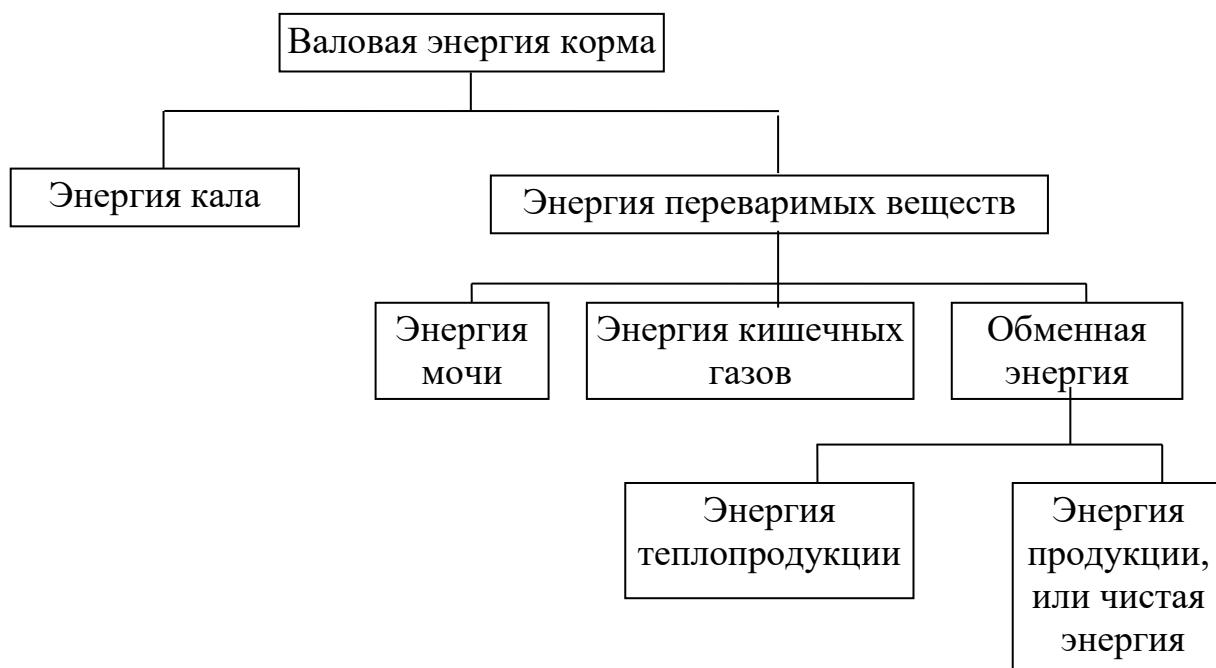 Валовая энергия корма
Энергия кала
Энергия переваримых веществ
Энергия
мочи
Энергия кишечных
газов
Обменная
энергия
Энергия
теплопродукции
Энергия
продукции,
или чистая
энергия